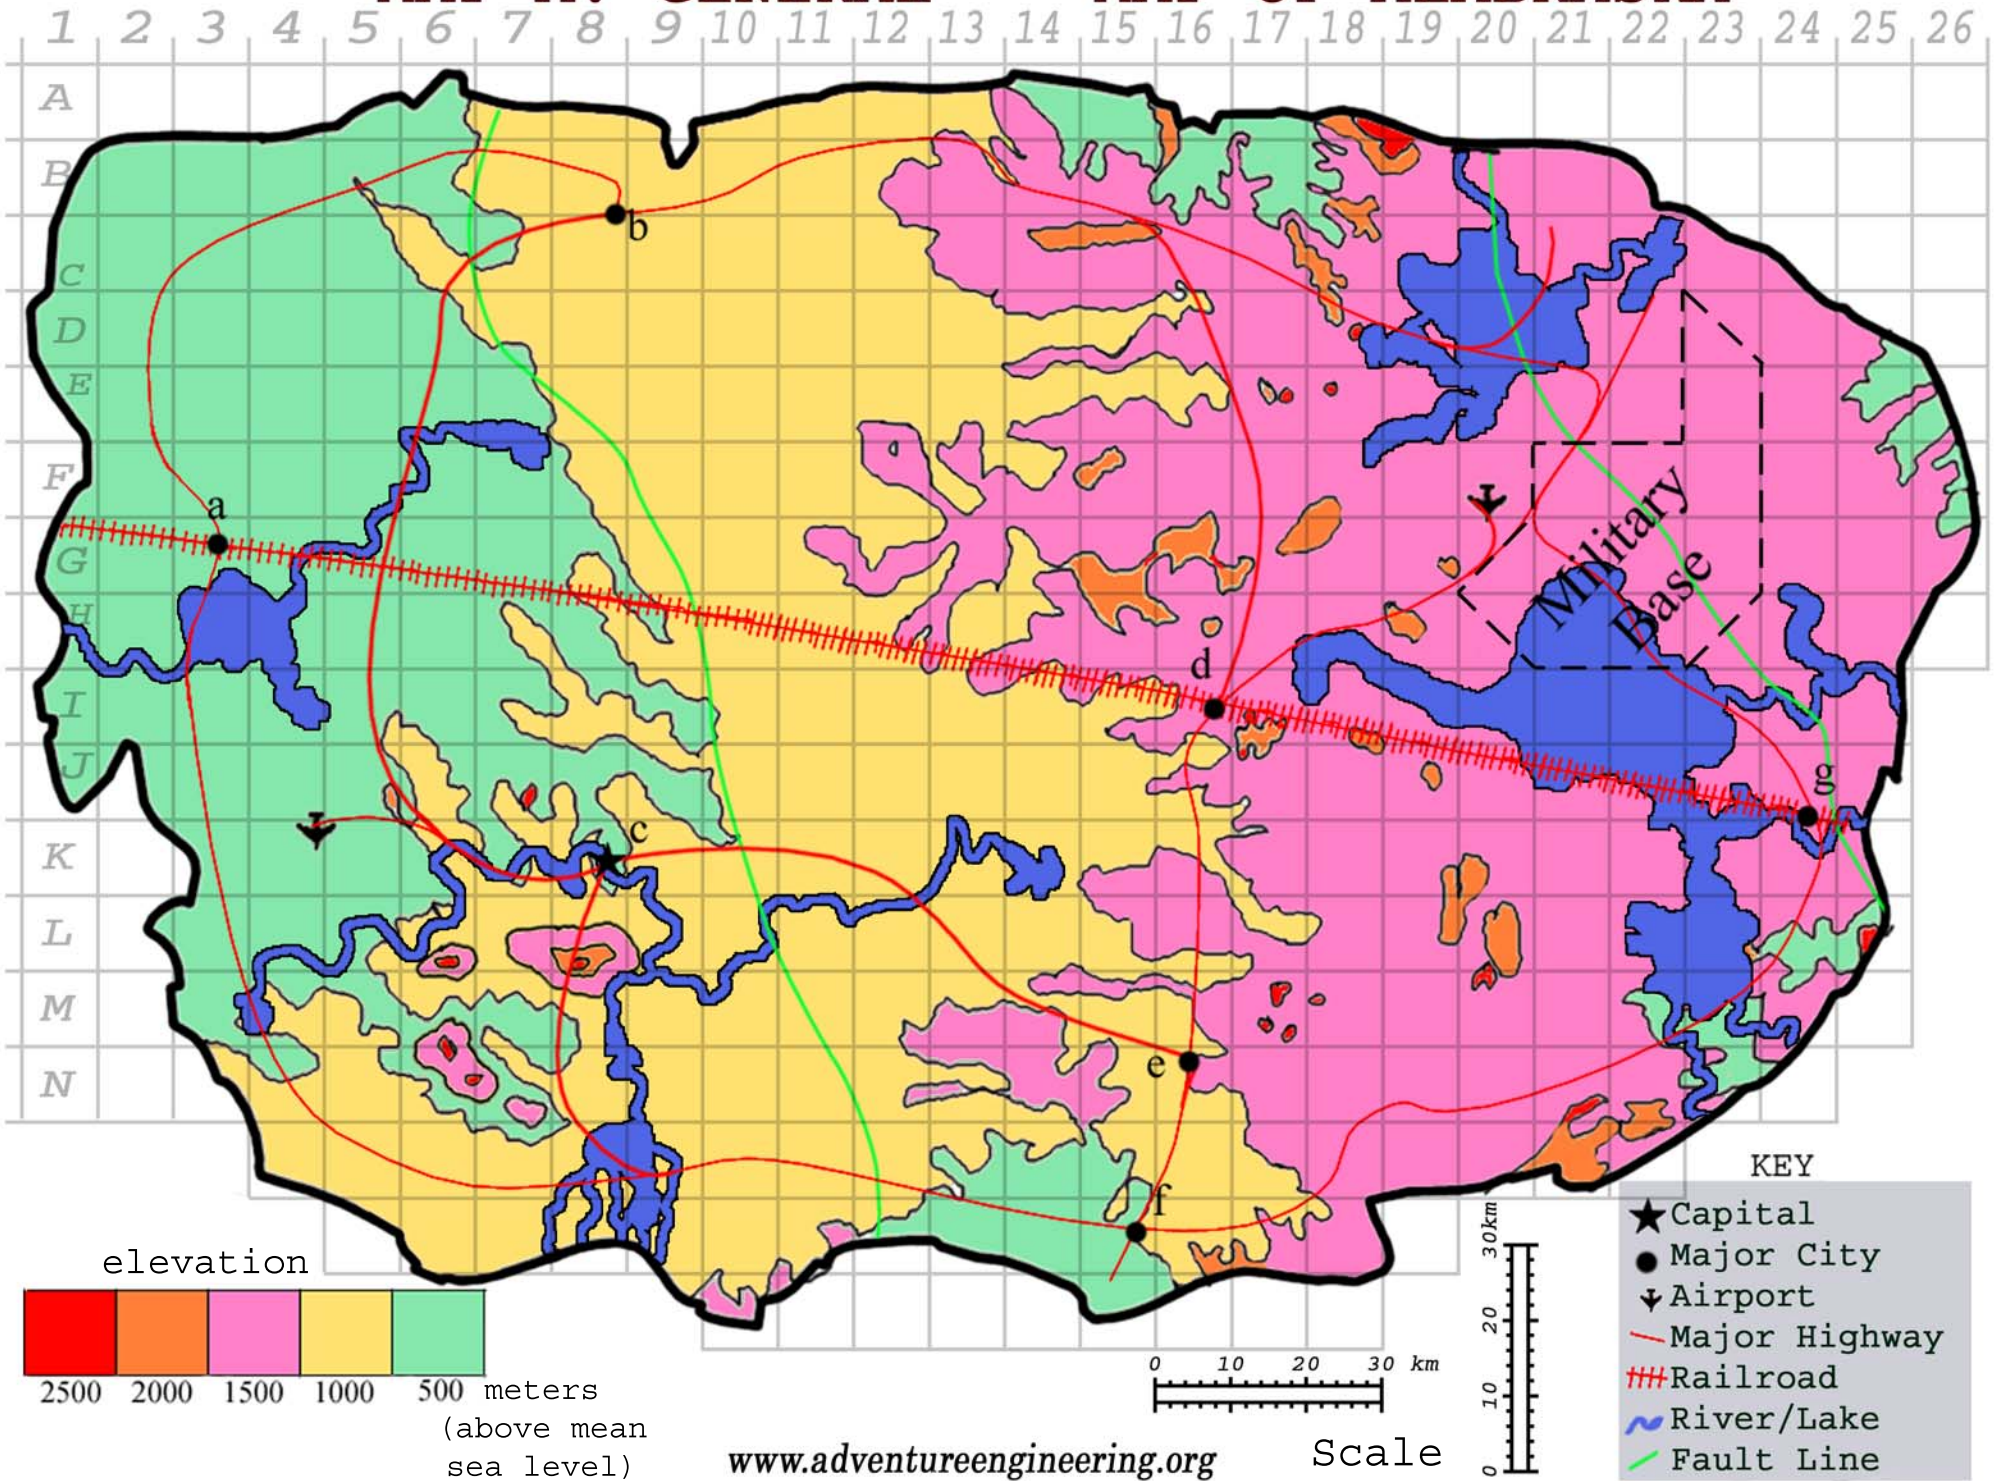 1 2 3 4 5 6 7 8 9 10 11 12 13 14 15 16 17 18 19 20 21 22 23 24 25 26
A
B
b
C
D
E
F
a
G
Military
Base
H
d
I
J
g
c
K
L
M
e
N
f
KEY
Capital
Major City
Airport
Major Highway
Railroad
River/Lake
Fault Line
elevation
2500 2000 1500 1000 500 meters
(above mean
sea level)
0 10 20 30 km
30km
20
10
0
Scale
www.adventureengineering.org